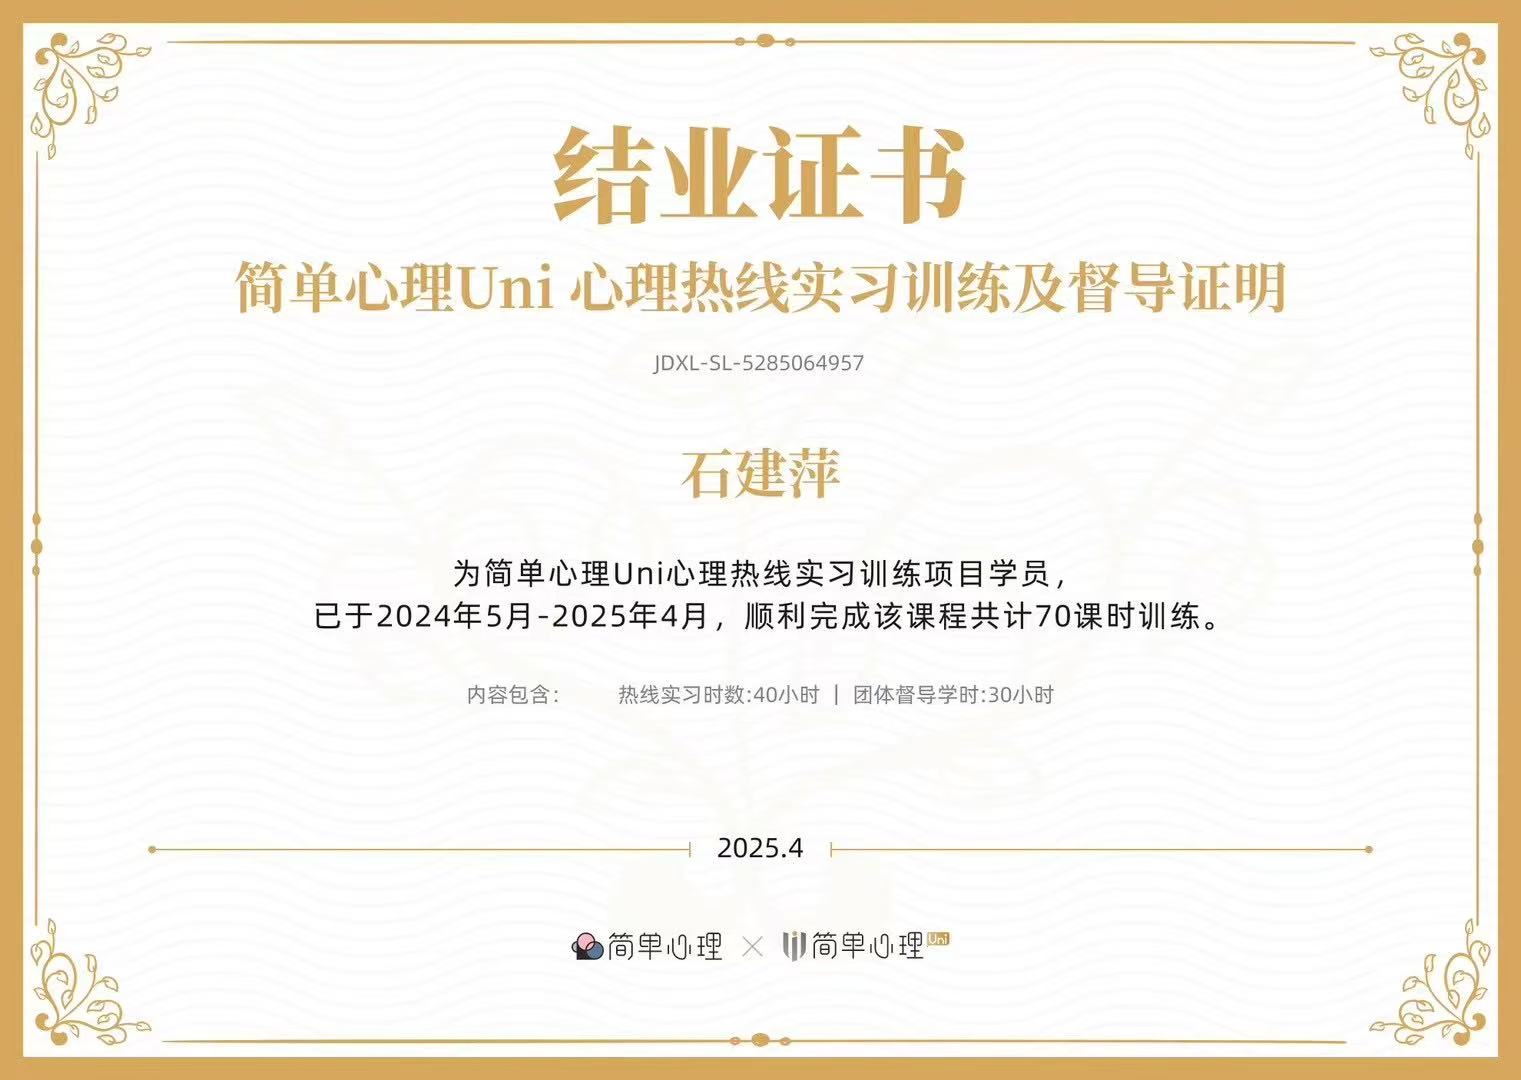 结业证书
简单心理Uni 心理热线实习训练及督导证明
JDXL-SL-5285064957
石建萍
为简单心理Uni心理热线实习训练项目学员，
已于2024年5月-2025年4月，顺利完成该课程共计70课时训练。
内容包含： 热线实习时数:40小时 | 团体督导学时:30小时
2025.4
简单心理 × 简单心理 Uni